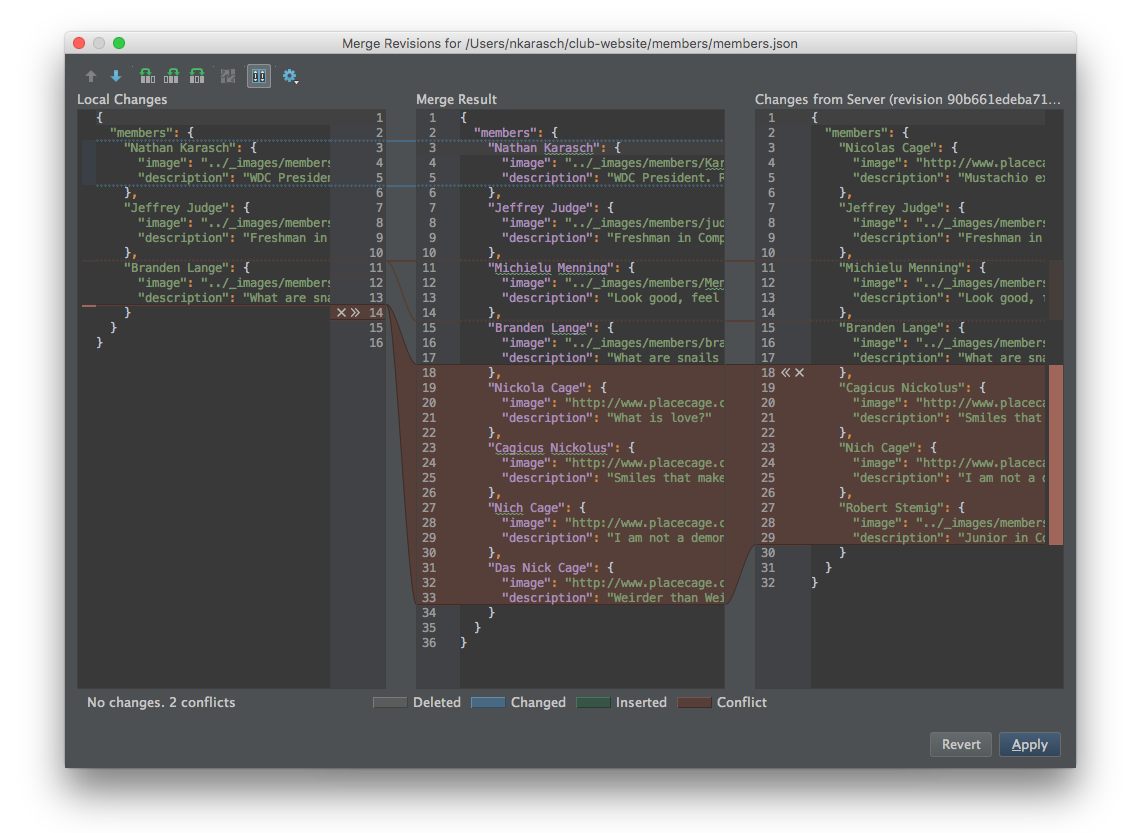 Merge Revisions for /Users/nkarasch/club-website/members/members.json
Local Changes
{ 1
"members": { 2
"Nathan Karasch": { 3
"image": "../_images/members 4
"description": "WDC Presiden 5
}, 6
"Jeffrey Judge": { 7
"image": "../_images/members 8
"description": "Freshman in 9
}, 10
"Branden Lange": { 11
"image": "../_images/members 12
"description": "What are sna 13
} 14
} 15
} 16
Merge Result
1 {
2 "members": {
3 "Nathan Karasch": {
4 "image": "../_images/members/Kar
5 "description": "WDC President. R
6 },
7 "Jeffrey Judge": {
8 "image": "../_images/members/jud
9 "description": "Freshman in Comp
10 },
11 "Michielu Menning": {
12 "image": "../_images/members/Men
13 "description": "Look good, feel
14 },
15 "Branden Lange": {
16 "image": "../_images/members/bra
17 "description": "What are snails
18 },
19 "Nickola Cage": {
20 "image": "http://www.placecage.c
21 "description": "What is love?"
22 },
23 "Cagicus Nickolus": {
24 "image": "http://www.placecage.c
25 "description": "Smiles that make
26 },
27 "Nich Cage": {
28 "image": "http://www.placecage.c
29 "description": "I am not a demon
30 },
31 "Das Nick Cage": {
32 "image": "http://www.placecage.c
33 "description": "Weirder than Wei
34 }
35 }
36 }
Changes from Server (revision 90b661edeba71...
1 {
2 "members": {
3 "Nicolas Cage": {
4 "image": "http://www.placeca
5 "description": "Mustachio ex
6 },
7 "Jeffrey Judge": {
8 "image": "../_images/members
9 "description": "Freshman in
10 },
11 "Michielu Menning": {
12 "image": "../_images/members
13 "description": "Look good,
14 },
15 "Branden Lange": {
16 "image": "../_images/members
17 "description": "What are sna
18 },
19 "Cagicus Nickolus": {
20 "image": "http://www.placeca
21 "description": "Smiles that
22 },
23 "Nich Cage": {
24 "image": "http://www.placeca
25 "description": "I am not a d
26 },
27 "Robert Stemig": {
28 "image": "../_images/members
29 "description": "Junior in Co
30 }
31 }
32 }
No changes. 2 conflicts
Deleted
Changed
Inserted
Conflict
Revert
Apply